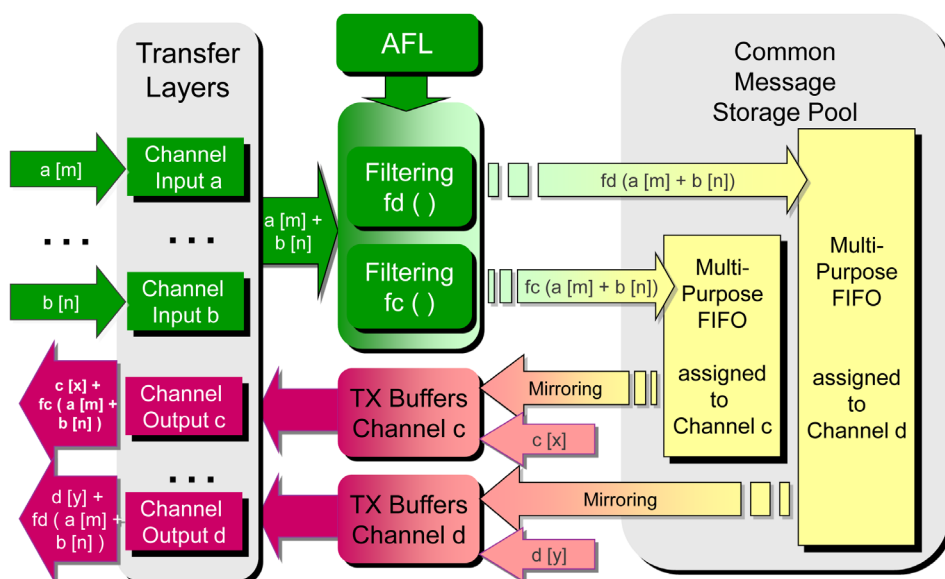 Transfer
Layers
AFL
Common
Message
Storage Pool
a [m]
Channel
Input a
Filtering
fd ( )
fd (a [m] + b [n])
...
...
a [m] +
b [n]
b [n]
Channel
Input b
Filtering
fc ( )
fc (a [m] + b [n])
Multi-
Purpose
FIFO
assigned
to
Channel c
Multi-
Purpose
FIFO
assigned
to
Channel d
c [x] +
fc ( a [m] +
b [n] )
Channel
Output c
TX Buffers
Channel c
Mirroring
c [x]
...
d [y] +
fd ( a [m] +
b [n] )
Channel
Output d
TX Buffers
Channel d
Mirroring
d [y]